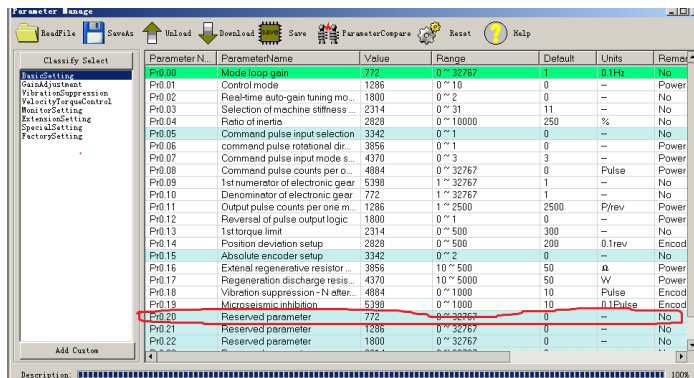 Parameter Manage
ReadFile SaveAs Unload Download Save ParameterCompare Reset Help
Classify Select
BasicSetting
GainAdjustment
VibrationSuppression
VelocityTorqueControl
MonitorSetting
ExtensionSetting
SpecialSetting
FactorySetting
Add Custom
Parameter N... ParameterName Value Range Default Units Remar
Pr0.00 Mode loop gain 772 0 ~ 32767 1 0.1Hz No
Pr0.01 Control mode 1286 0 ~ 10 0 – Power
Pr0.02 Real-time auto-gain tuning mo... 1800 0 ~ 2 0 – No
Pr0.03 Selection of machine stiffness ... 2314 0 ~ 31 11 – No
Pr0.04 Ratio of inertia 2828 0 ~ 10000 250 % No
Pr0.05 Command pulse input selection 3342 0 ~ 1 0 – No
Pr0.06 command pulse rotational dir... 3856 0 ~ 1 0 – Power
Pr0.07 Command pulse input mode s... 4370 0 ~ 3 3 – Power
Pr0.08 Command pulse counts per o... 4884 0 ~ 32767 0 Pulse Power
Pr0.09 1st numerator of electronic gear 5398 1 ~ 32767 1 – No
Pr0.10 Denominator of electronic gear 772 1 ~ 32767 1 – No
Pr0.11 Output pulse counts per one m... 1286 1 ~ 2500 2500 P/rev Power
Pr0.12 Reversal of pulse output logic 1800 0 ~ 1 0 – Power
Pr0.13 1st torque limit 2314 0 ~ 500 300 – No
Pr0.14 Position deviation setup 2828 0 ~ 500 200 0.1rev Encod
Pr0.15 Absolute encoder setup 3342 0 ~ 2 0 – No
Pr0.16 Extenal regenerative resistor ... 3856 10 ~ 500 50 Ω Power
Pr0.17 Regeneration discharge resis... 4370 10 ~ 5000 50 W Power
Pr0.18 Vibration suppression - N after... 4884 0 ~ 1000 10 Pulse Encod
Pr0.19 Microseismic inhibition 5398 0 ~ 1000 10 0.1Pulse Encod
Pr0.20 Reserved parameter 772 0 ~ 32767 0 – No
Pr0.21 Reserved parameter 1286 0 ~ 32767 0 – No
Pr0.22 Reserved parameter 1800 0 ~ 32767 0 – No
Description: 100%